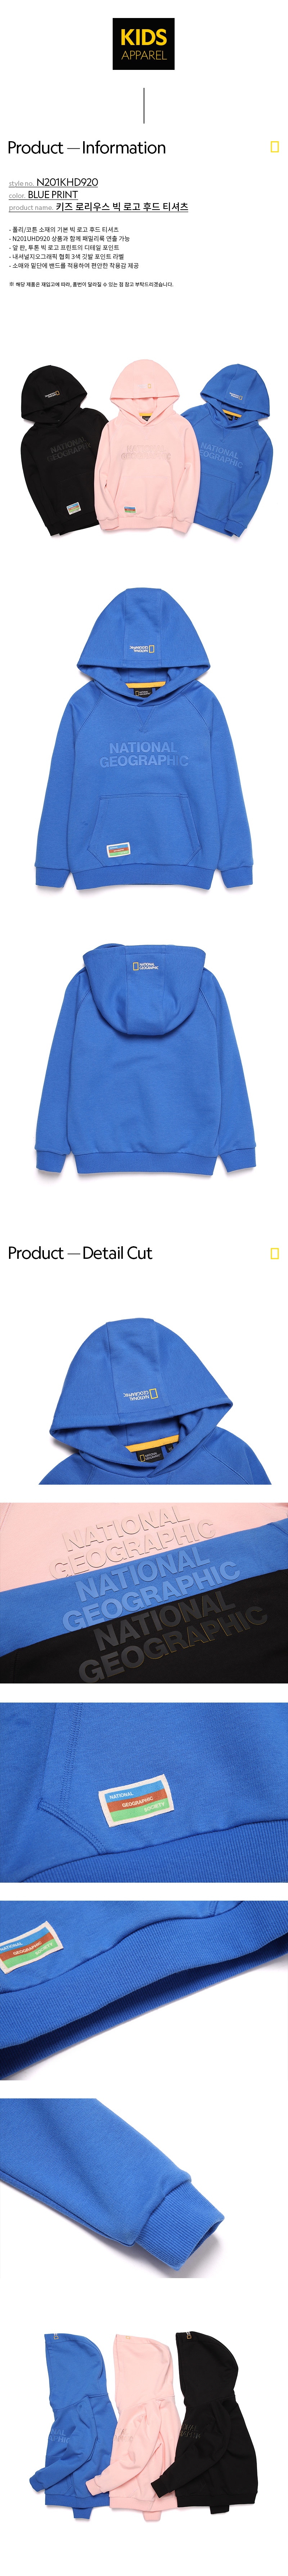 KIDS
APPAREL
Product — Information
style no. N201KHD920
color. BLUE PRINT
product name. 키즈 로리우스 빅 로고 후드 티셔츠
- 폴리/코튼 소재의 기본 빅 로고 후드 티셔츠
- N201UHD920 상품과 함께 패밀리룩 연출 가능
- 앞 판, 투톤 빅 로고 프린트의 디테일 포인트
- 내셔널지오그래픽 협회 3색 깃발 포인트 라벨
- 소매와 밑단에 밴드를 적용하여 편안한 착용감 제공
※ 해당 제품은 재입고에 따라, 품번이 달라질 수 있는 점 참고 부탁드리겠습니다.
NATIONAL
GEOGRAPHIC
NATIONAL
GEOGRAPHIC
NATIONAL
GEOGRAPHIC
NATIONAL
GEOGRAPHIC
NATIONAL
GEOGRAPHIC
NATIONAL
GEOGRAPHIC
Product — Detail Cut
NATIONAL
GEOGRAPHIC
NATIONAL
GEOGRAPHIC
NATIONAL
GEOGRAPHIC
NATIONAL
GEOGRAPHIC
NATIONAL
GEOGRAPHIC
SOCIETY
NATIONAL
GEOGRAPHIC
SOCIETY